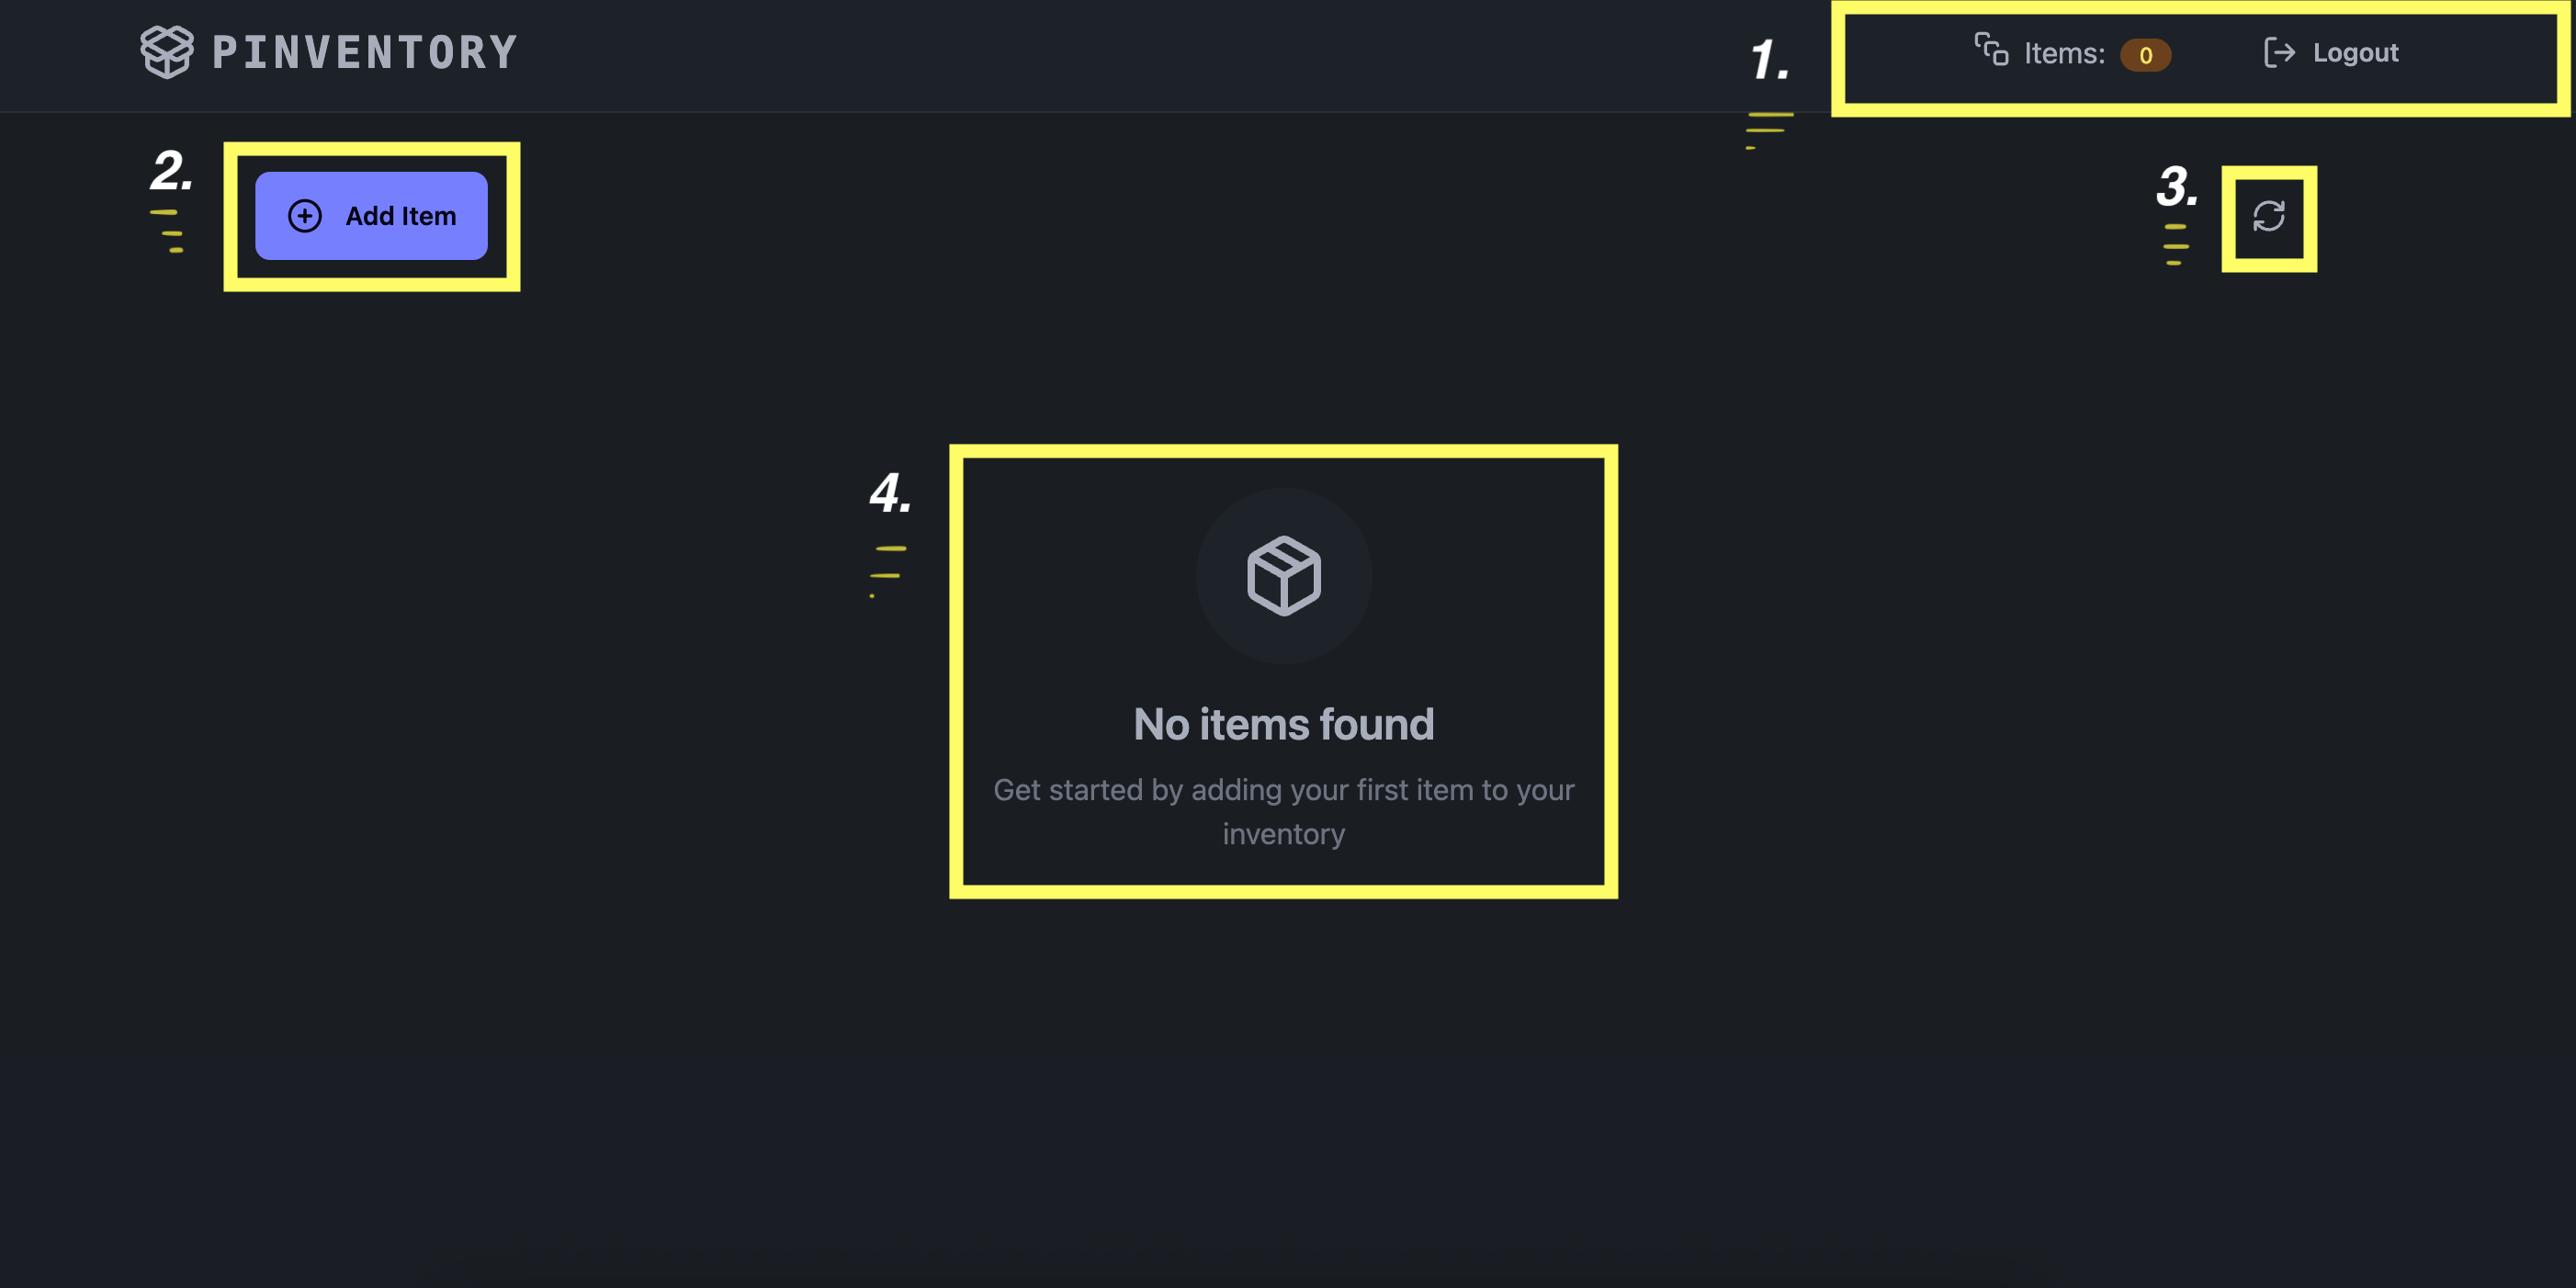 PINVENTORY
1.
Items: 0
Logout
2.
Add Item
3.
4.
No items found
Get started by adding your first item to your
inventory